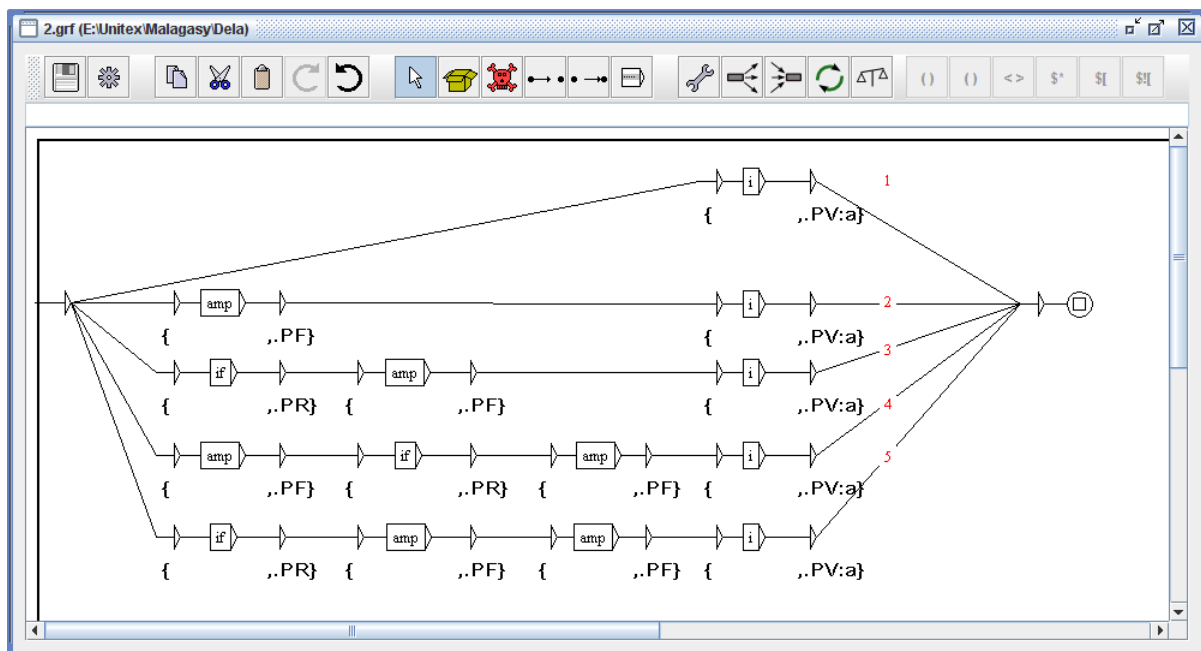 2.grf (E:\Unitex\Malagasy\Dela)
( ) ( ) < > $* $[ $![
i 1
{ ,.PV:a}
amp i 2
{ ,.PF} { ,.PV:a}
if amp i 3
{ ,.PR} { ,.PF} { ,.PV:a}
4
amp if amp i 5
{ ,.PF} { ,.PR} { ,.PF} { ,.PV:a}
if amp amp i
{ ,.PR} { ,.PF} { ,.PF} { ,.PV:a}